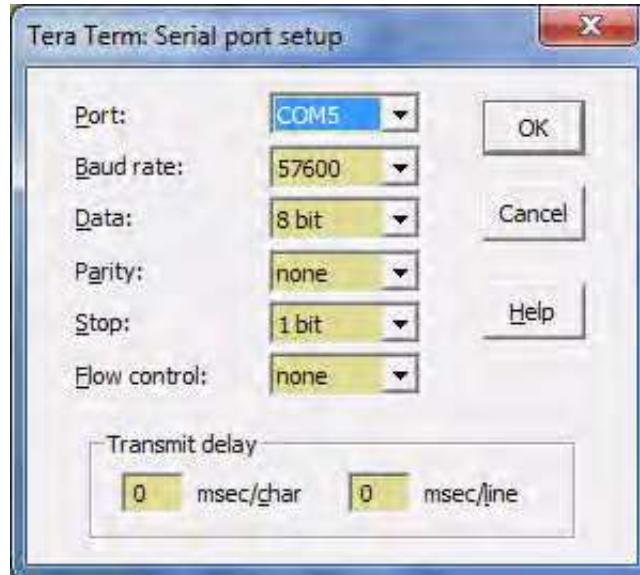 Tera Term: Serial port setup
Port: COM5 OK
Baud rate: 57600
Data: 8 bit Cancel
Parity: none
Stop: 1 bit Help
Flow control: none
Transmit delay
0 msec/char 0 msec/line